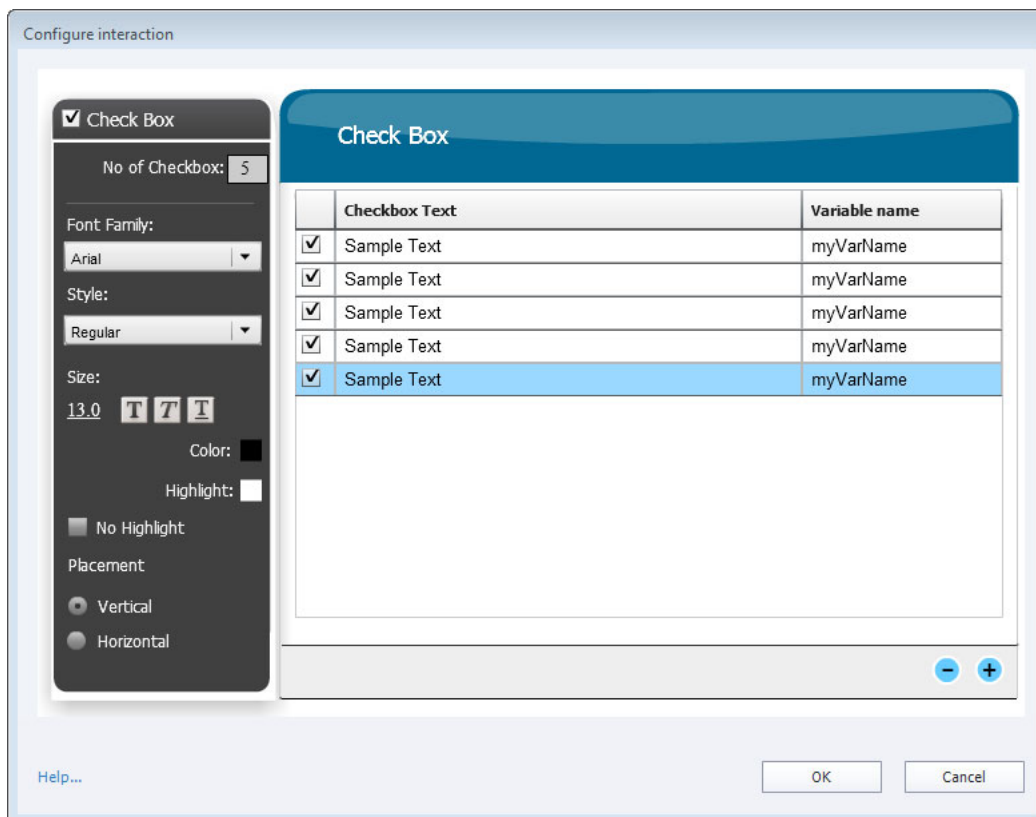 Configure interaction
Check Box
No of Checkbox: 5
Font Family:
Arial
Style:
Regular
Size:
13.0 T T T
Color:
Highlight:
No Highlight
Placement
Vertical
Horizontal
Check Box
Checkbox Text Variable name
Sample Text myVarName
Sample Text myVarName
Sample Text myVarName
Sample Text myVarName
Sample Text myVarName
Help...
OK Cancel